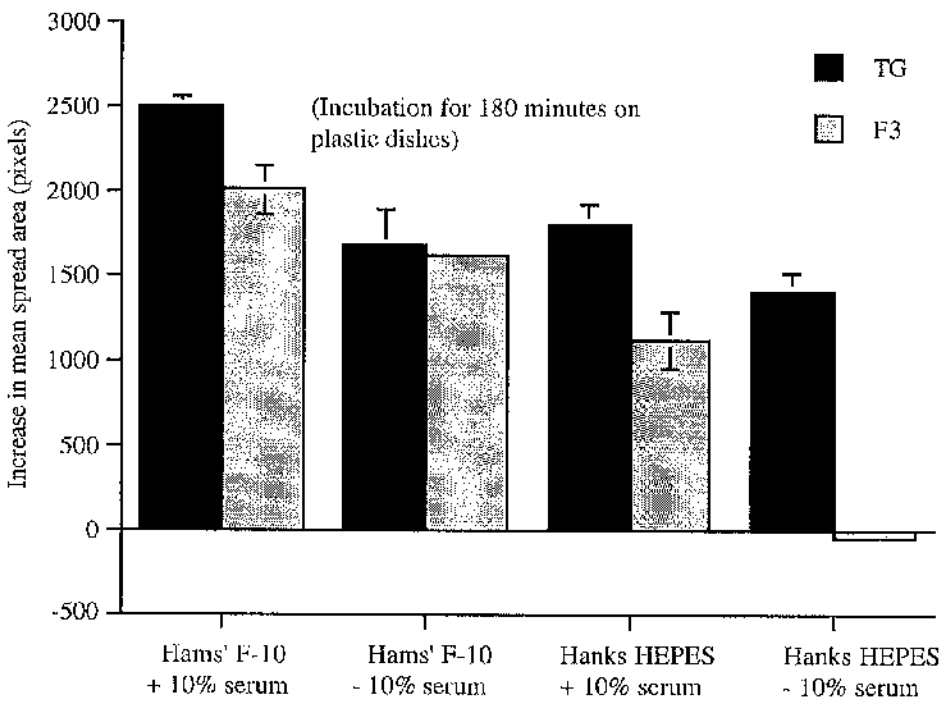 3000
2500
2000
1500
1000
500
0
-500
Increase in mean spread area (pixels)
(Incubation for 180 minutes on
plastic dishes)
TG
F3
Hams' F-10
+ 10% serum
Hams' F-10
- 10% serum
Hanks HEPES
+ 10% serum
Hanks HEPES
- 10% serum